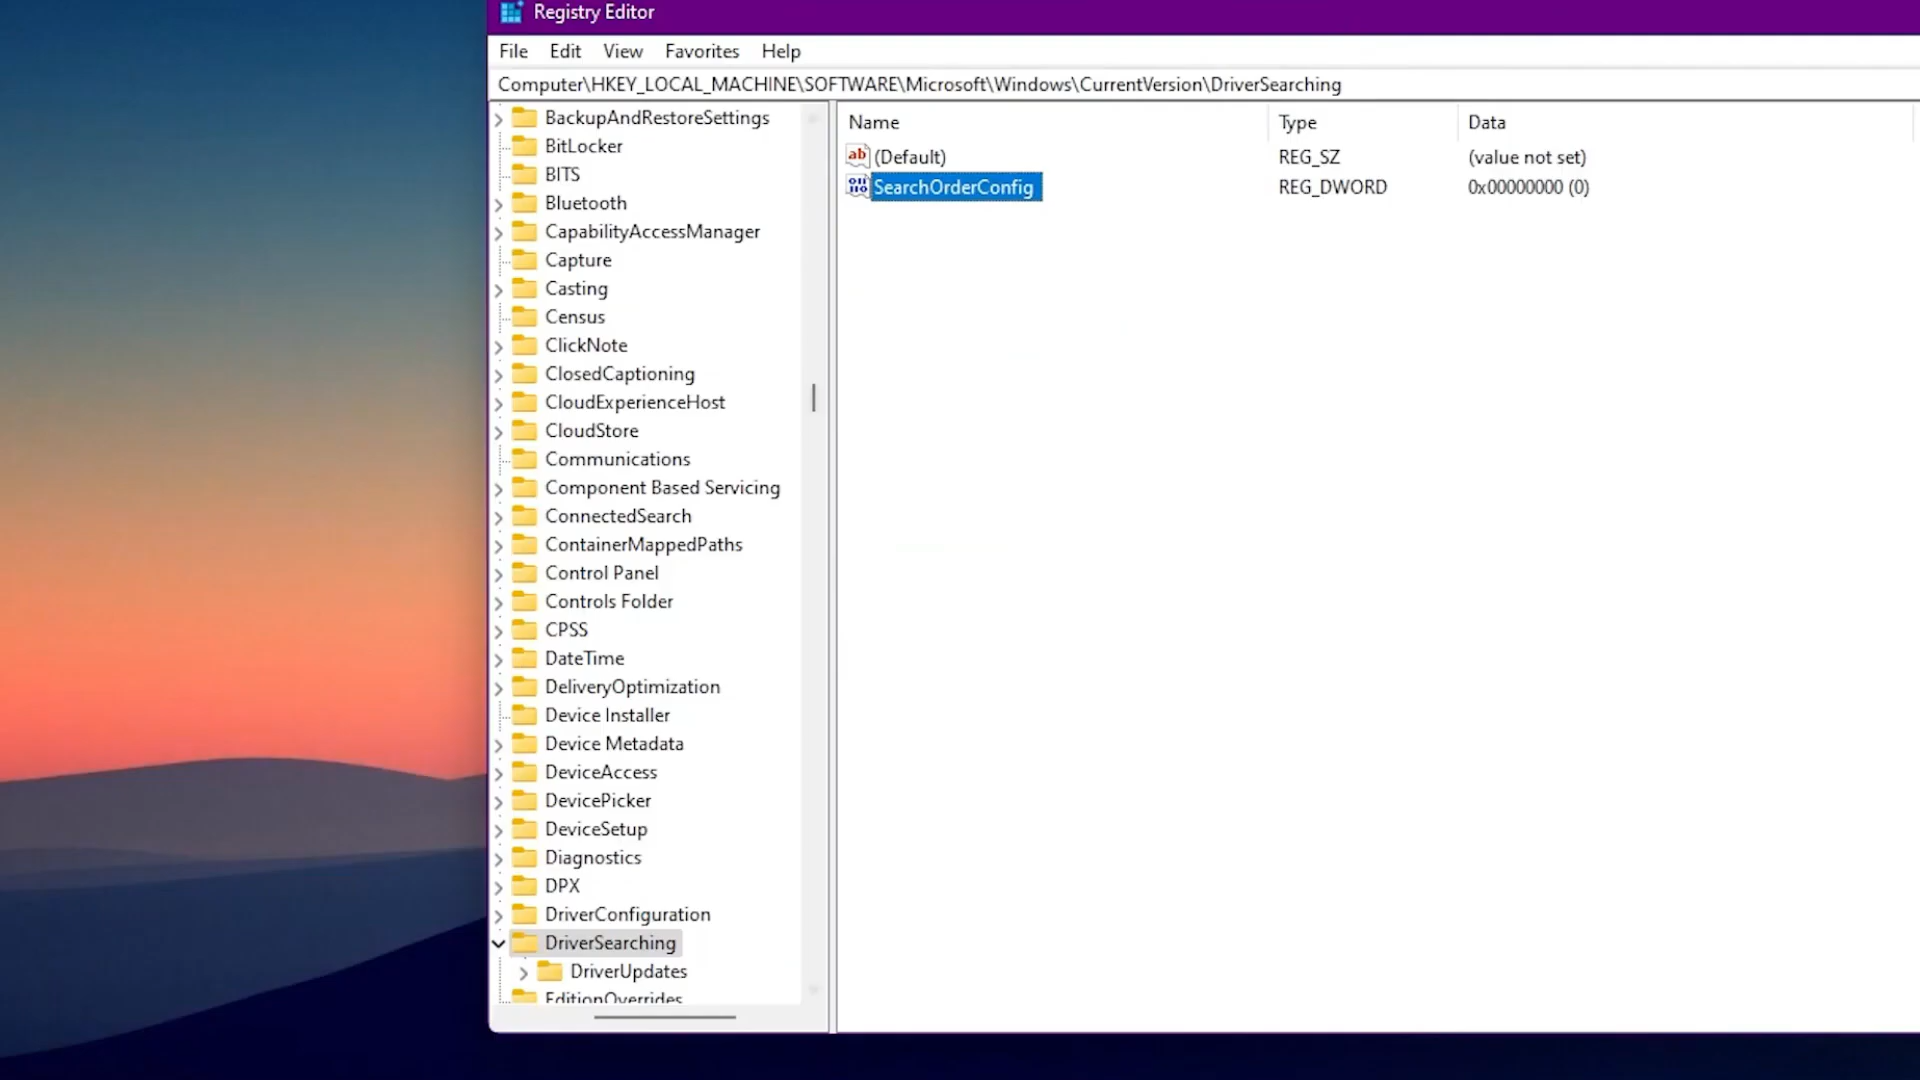 Registry Editor
File Edit View Favorites Help
Computer\HKEY_LOCAL_MACHINE\SOFTWARE\Microsoft\Windows\CurrentVersion\DriverSearching
BackupAndRestoreSettings
BitLocker
BITS
Bluetooth
CapabilityAccessManager
Capture
Casting
Census
ClickNote
ClosedCaptioning
CloudExperienceHost
CloudStore
Communications
Component Based Servicing
ConnectedSearch
ContainerMappedPaths
Control Panel
Controls Folder
CPSS
DateTime
DeliveryOptimization
Device Installer
Device Metadata
DeviceAccess
DevicePicker
DeviceSetup
Diagnostics
DPX
DriverConfiguration
DriverSearching
DriverUpdates
EditionOverrides
Name Type Data
(Default) REG_SZ (value not set)
SearchOrderConfig REG_DWORD 0x00000000 (0)